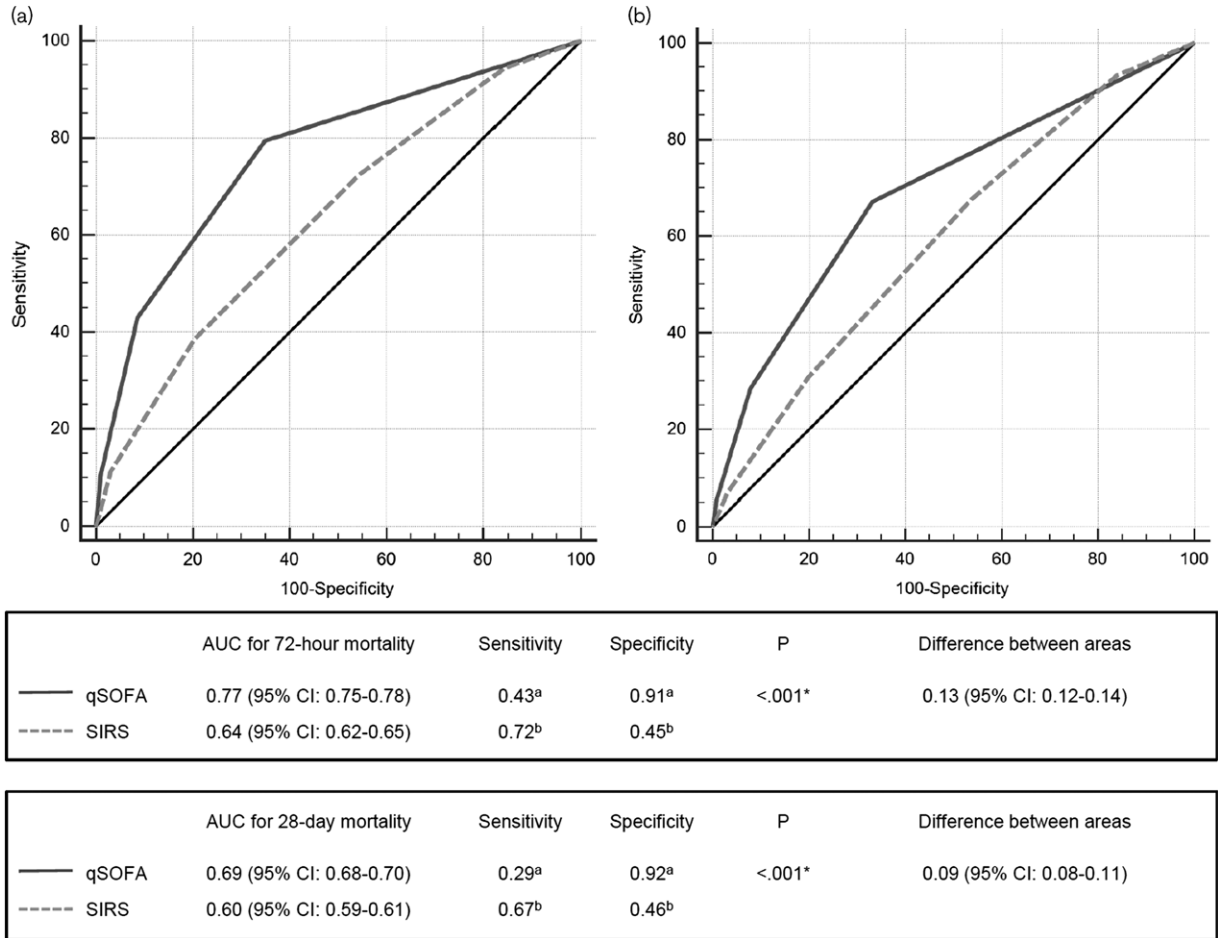 (a)
100
80
60
40
20
0
Sensitivity
0 20 40 60 80 100
100-Specificity
(b)
100
80
60
40
20
0
Sensitivity
0 20 40 60 80 100
100-Specificity
AUC for 72-hour mortality Sensitivity Specificity P Difference between areas
qSOFA 0.77 (95% CI: 0.75-0.78) 0.43ᵃ 0.91ᵃ <.001* 0.13 (95% CI: 0.12-0.14)
SIRS 0.64 (95% CI: 0.62-0.65) 0.72ᵇ 0.45ᵇ
AUC for 28-day mortality Sensitivity Specificity P Difference between areas
qSOFA 0.69 (95% CI: 0.68-0.70) 0.29ᵃ 0.92ᵃ <.001* 0.09 (95% CI: 0.08-0.11)
SIRS 0.60 (95% CI: 0.59-0.61) 0.67ᵇ 0.46ᵇ